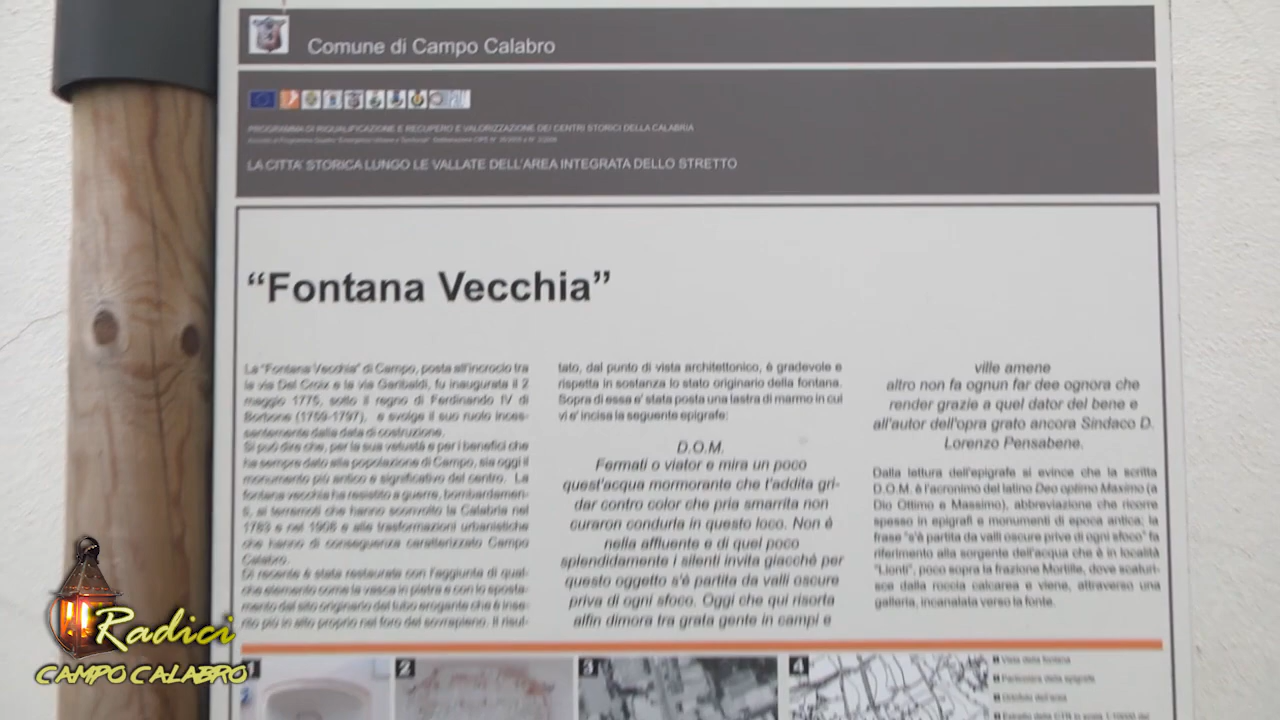 Comune di Campo Calabro
PROGRAMMA DI RIQUALIFICAZIONE E RECUPERO E VALORIZZAZIONE DEI CENTRI STORICI DELLA CALABRIA
LA CITTA' STORICA LUNGO LE VALLATE DELL'AREA INTEGRATA DELLO STRETTO
“Fontana Vecchia”
La "Fontana Vecchia" di Campo, posta all'incrocio tra
la via Del Croix e la via Garibaldi, fu inaugurata il 2
maggio 1775, sotto il regno di Ferdinando IV di
Borbone (1759-1797), e svolge il suo ruolo inces-
santemente dalla data di costruzione.
Si può dire che, per la sua vetustà e per i benefici che
ha sempre dato alla popolazione di Campo, sia oggi il
monumento più antico e significativo del centro. La
fontana vecchia ha resistito a guerre, bombardamen-
ti, ai terremoti che hanno sconvolto la Calabria nel
1783 e nel 1908 e alle trasformazioni urbanistiche
che hanno di conseguenza caratterizzato Campo
Calabro.
Di recente è stata restaurata con l'aggiunta di qual-
che elemento come la vasca in pietra e con lo sposta-
mento dal sito originario del tubo erogante che è inse-
rito più in alto proprio nel foro del sovrapieno. Il risul-
tato, dal punto di vista architettonico, è gradevole e
rispetta in sostanza lo stato originario della fontana.
Sopra di essa e' stata posta una lastra di marmo in cui
vi e' incisa la seguente epigrafe:
D.O.M.
Fermati o viator e mira un poco
quest'acqua mormorante che t'addita gri-
dar contro color che pria smarrita non
curaron condurla in questo loco. Non è
nella affluente e di quel poco
splendidamente i silenti invita giacchè per
questo oggetto s'è partita da valli oscure
priva di ogni sfoco. Oggi che qui risorta
alfin dimora tra grata gente in campi e
ville amene
altro non fa ognun far dee ognora che
render grazie a quel dator del bene e
all'autor dell'opra grato ancora Sindaco D.
Lorenzo Pensabene.
Dalla lettura dell'epigrafe si evince che la scritta
D.O.M. è l'acronimo del latino Deo optimo Maximo (a
Dio Ottimo e Massimo), abbreviazione che ricorre
spesso in epigrafi e monumenti di epoca antica; la
frase "s'è partita da valli oscure prive di ogni sfoco" fa
riferimento alla sorgente dell'acqua che è in località
"Lionti", poco sopra la frazione Mortille, dove scaturi-
sce dalla roccia calcarea e viene, attraverso una
galleria, incanalata verso la fonte.
1 2 3 4
Vista della fontana
Particolare della epigrafe
Radici
CAMPO CALABRO